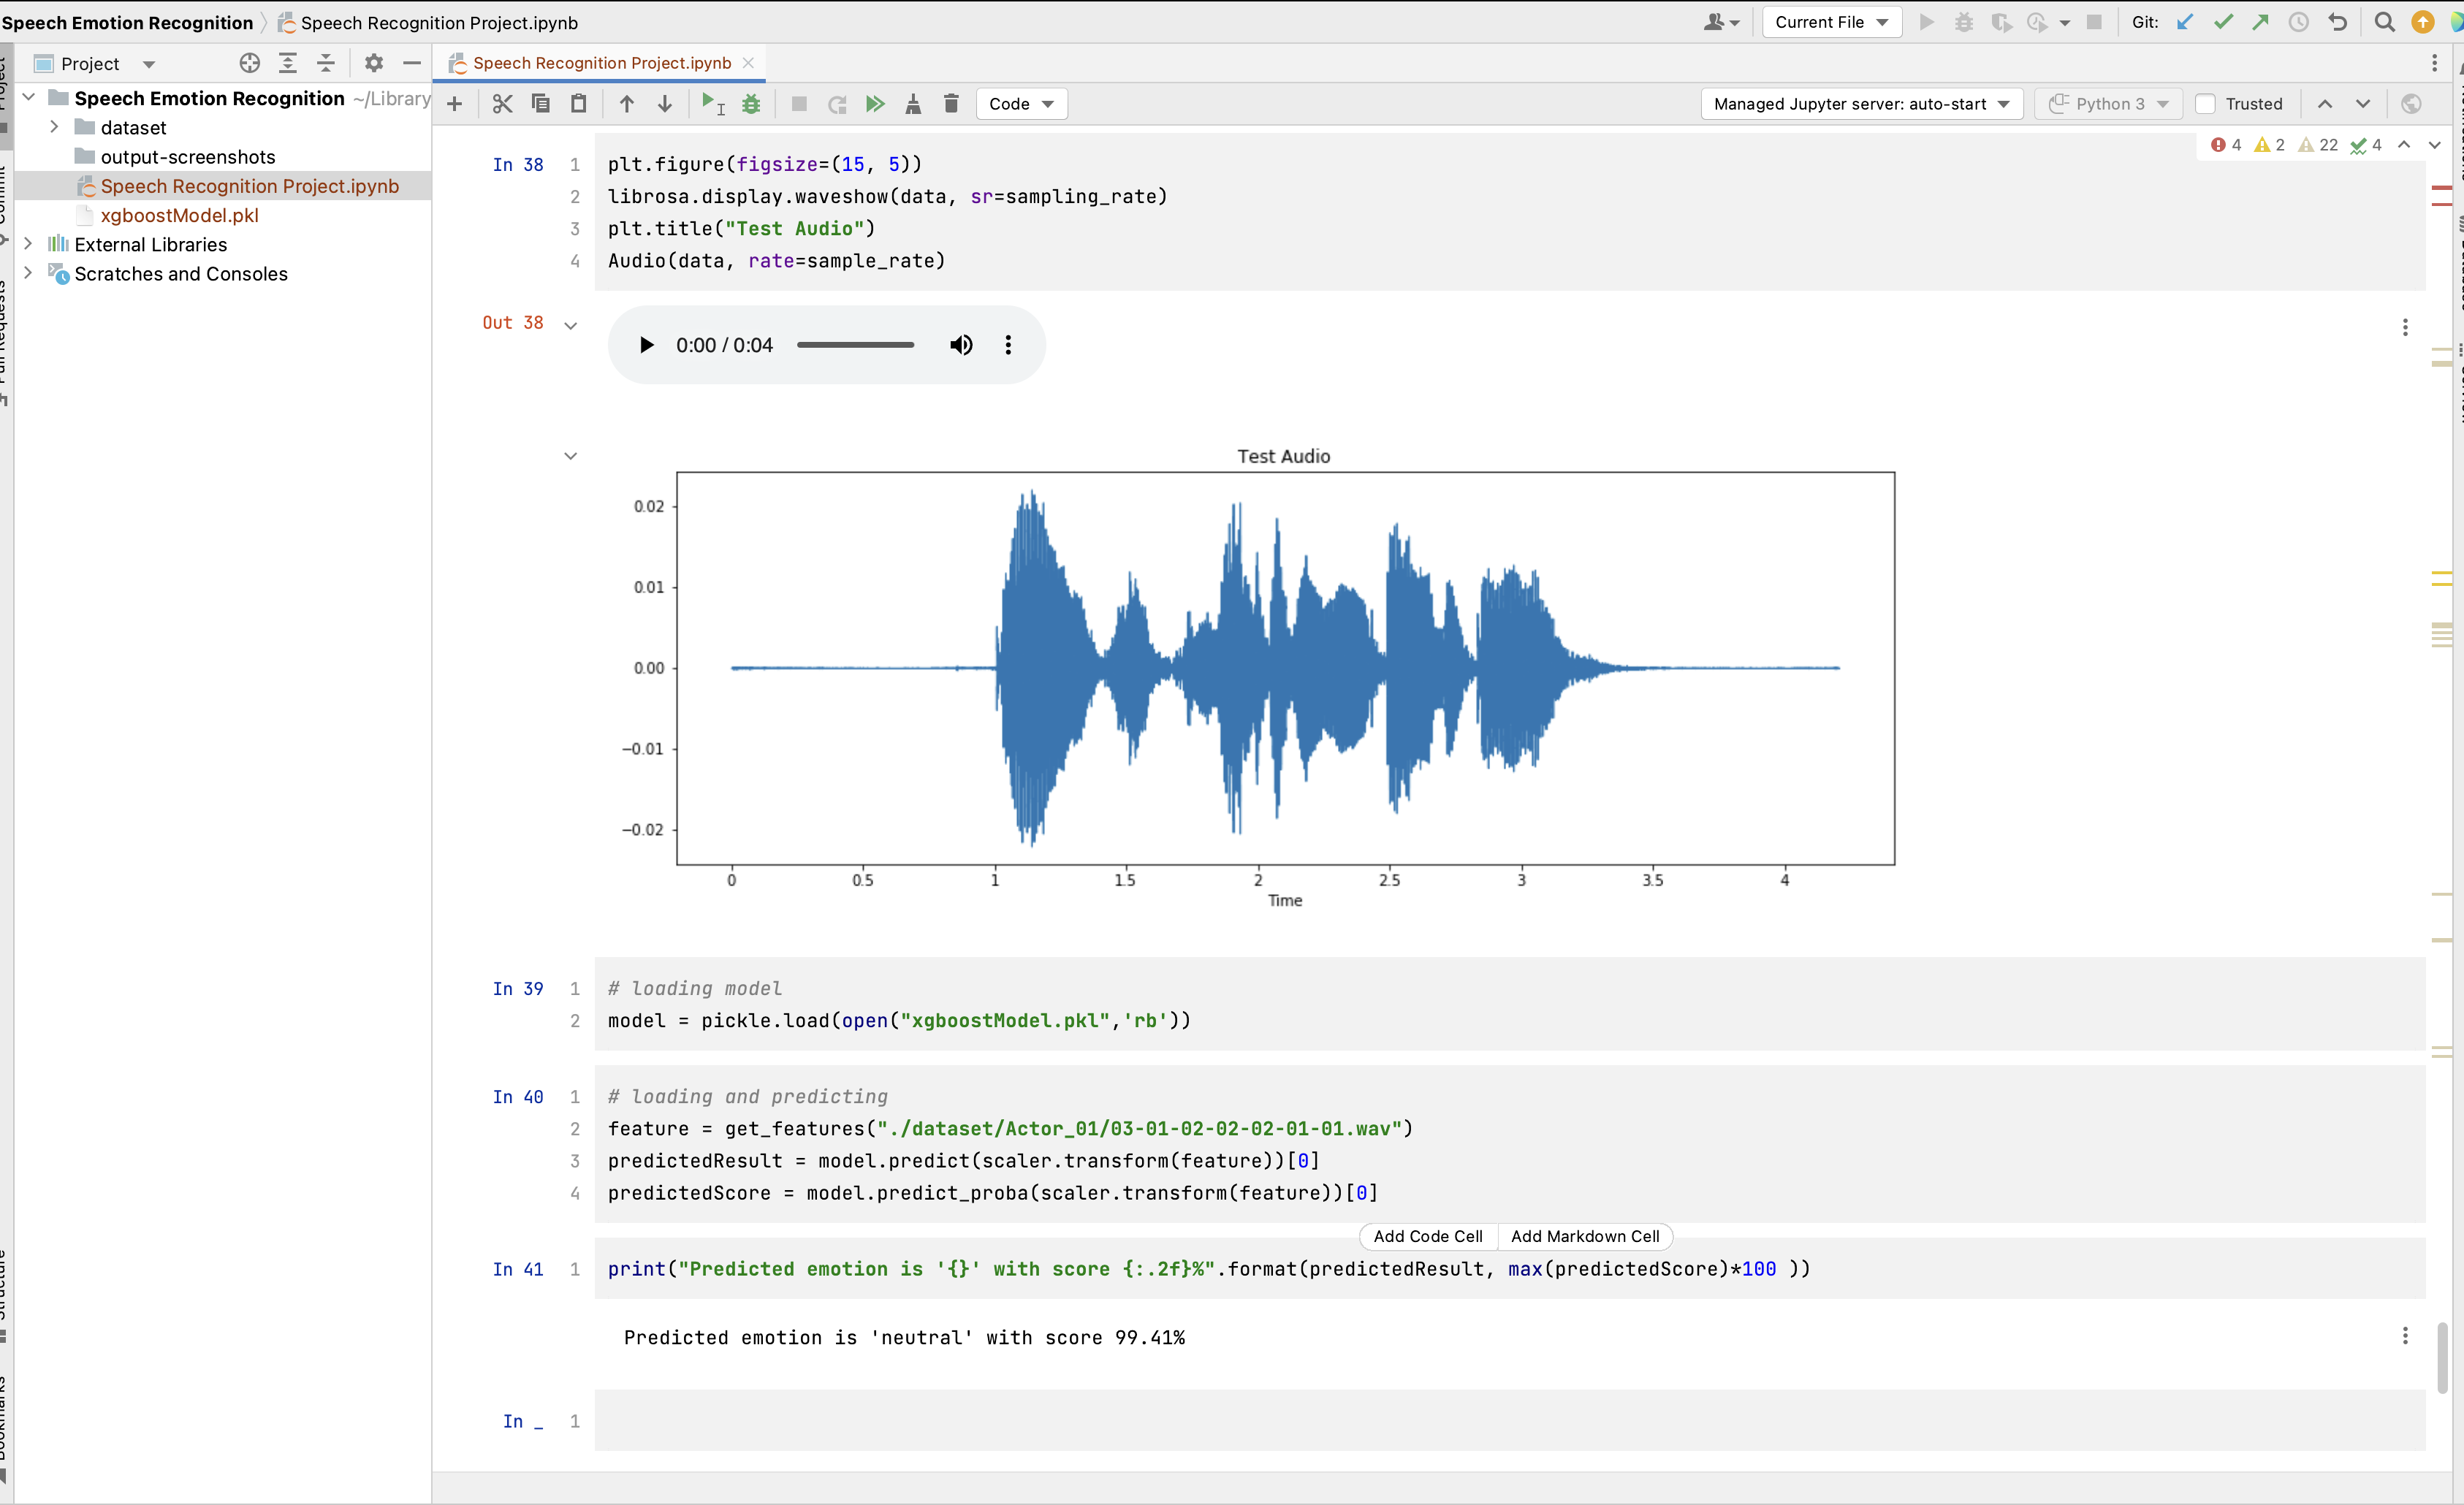 Speech Emotion Recognition Speech Recognition Project.ipynb
Current File
Git:
Project
Speech Recognition Project.ipynb
Speech Emotion Recognition ~/Library
dataset
output-screenshots
Speech Recognition Project.ipynb
xgboostModel.pkl
External Libraries
Scratches and Consoles
Commit
Pull Requests
Structure
Bookmarks
Code
Managed Jupyter server: auto-start
Python 3
Trusted
4 2 22 4
In 38
1 plt.figure(figsize=(15, 5))
2 librosa.display.waveshow(data, sr=sampling_rate)
3 plt.title("Test Audio")
4 Audio(data, rate=sample_rate)
Out 38
0:00 / 0:04
Test Audio
0.02
0.01
0.00
−0.01
−0.02
0 0.5 1 1.5 2 2.5 3 3.5 4
Time
In 39
1 # loading model
2 model = pickle.load(open("xgboostModel.pkl",'rb'))
In 40
1 # loading and predicting
2 feature = get_features("./dataset/Actor_01/03-01-02-02-02-01-01.wav")
3 predictedResult = model.predict(scaler.transform(feature))[0]
4 predictedScore = model.predict_proba(scaler.transform(feature))[0]
Add Code Cell Add Markdown Cell
In 41
1 print("Predicted emotion is '{}' with score {:.2f}%".format(predictedResult, max(predictedScore)*100 ))
Predicted emotion is 'neutral' with score 99.41%
In _ 1